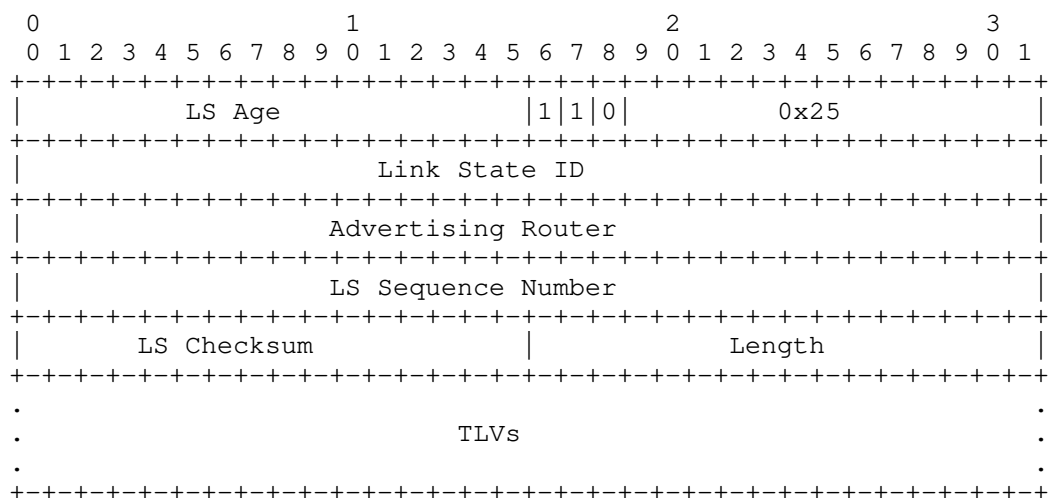 0                   1                   2                   3
 0 1 2 3 4 5 6 7 8 9 0 1 2 3 4 5 6 7 8 9 0 1 2 3 4 5 6 7 8 9 0 1
+-+-+-+-+-+-+-+-+-+-+-+-+-+-+-+-+-+-+-+-+-+-+-+-+-+-+-+-+-+-+-+-+
|          LS Age               |1|1|0|         0x25            |
+-+-+-+-+-+-+-+-+-+-+-+-+-+-+-+-+-+-+-+-+-+-+-+-+-+-+-+-+-+-+-+-+
|                      Link State ID                            |
+-+-+-+-+-+-+-+-+-+-+-+-+-+-+-+-+-+-+-+-+-+-+-+-+-+-+-+-+-+-+-+-+
|                   Advertising Router                          |
+-+-+-+-+-+-+-+-+-+-+-+-+-+-+-+-+-+-+-+-+-+-+-+-+-+-+-+-+-+-+-+-+
|                   LS Sequence Number                          |
+-+-+-+-+-+-+-+-+-+-+-+-+-+-+-+-+-+-+-+-+-+-+-+-+-+-+-+-+-+-+-+-+
|       LS Checksum             |            Length             |
+-+-+-+-+-+-+-+-+-+-+-+-+-+-+-+-+-+-+-+-+-+-+-+-+-+-+-+-+-+-+-+-+
.                                                               .
.                           TLVs                                .
.                                                               .
+-+-+-+-+-+-+-+-+-+-+-+-+-+-+-+-+-+-+-+-+-+-+-+-+-+-+-+-+-+-+-+-+